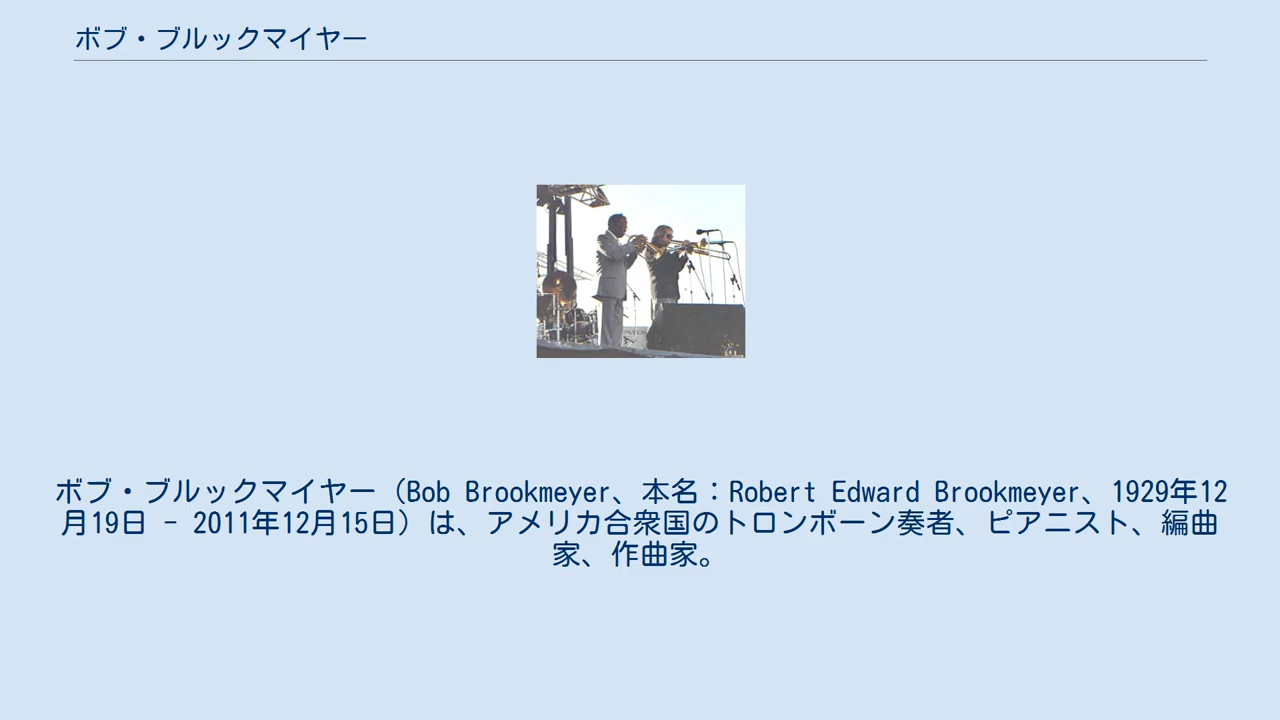 ボブ・ブルックマイヤー
ボブ・ブルックマイヤー（Bob Brookmeyer、本名：Robert Edward Brookmeyer、1929年12
月19日 - 2011年12月15日）は、アメリカ合衆国のトロンボーン奏者、ピアニスト、編曲
家、作曲家。